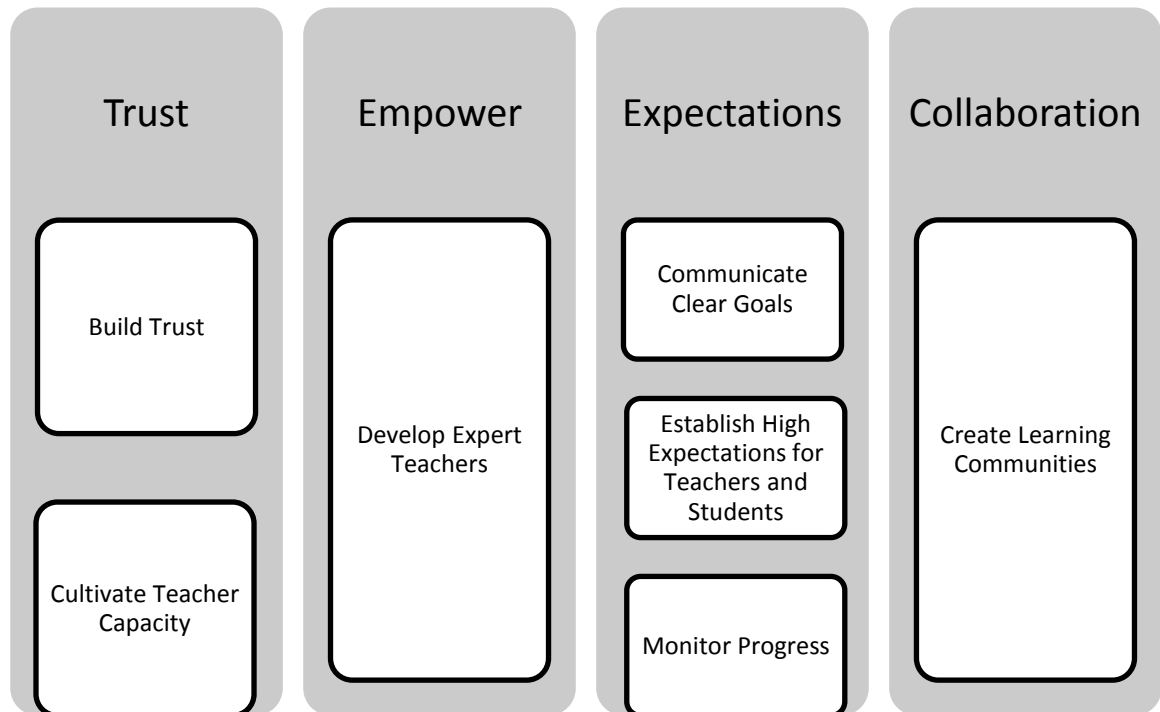 Trust
Build Trust
Cultivate Teacher
Capacity
Empower
Develop Expert
Teachers
Expectations
Communicate
Clear Goals
Establish High
Expectations for
Teachers and
Students
Monitor Progress
Collaboration
Create Learning
Communities